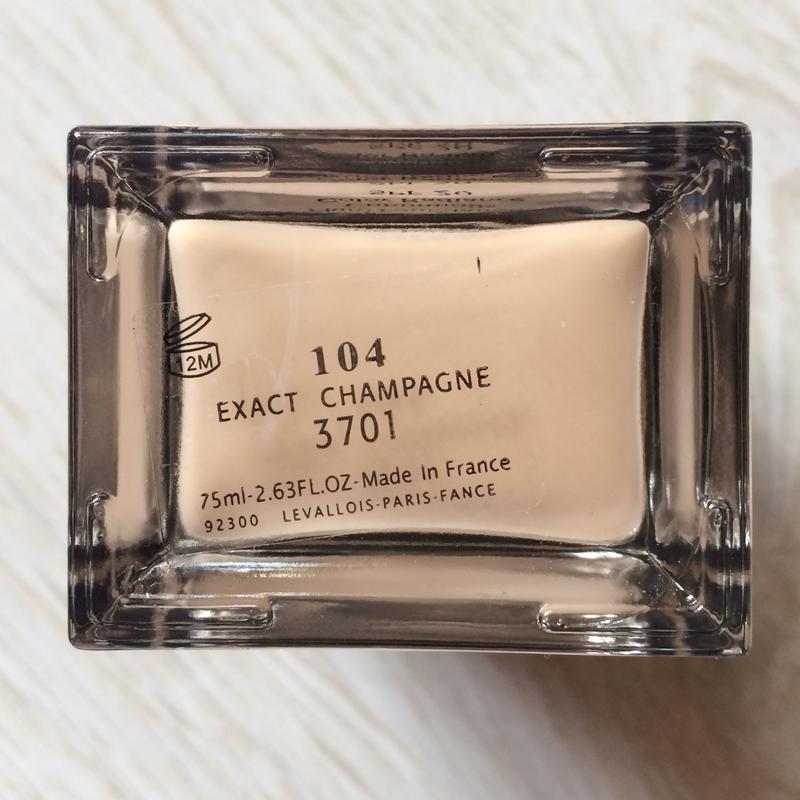 12M
104
EXACT CHAMPAGNE
3701
75ml-2.63FL.OZ-Made In France
92300 LEVALLOIS-PARIS-FANCE